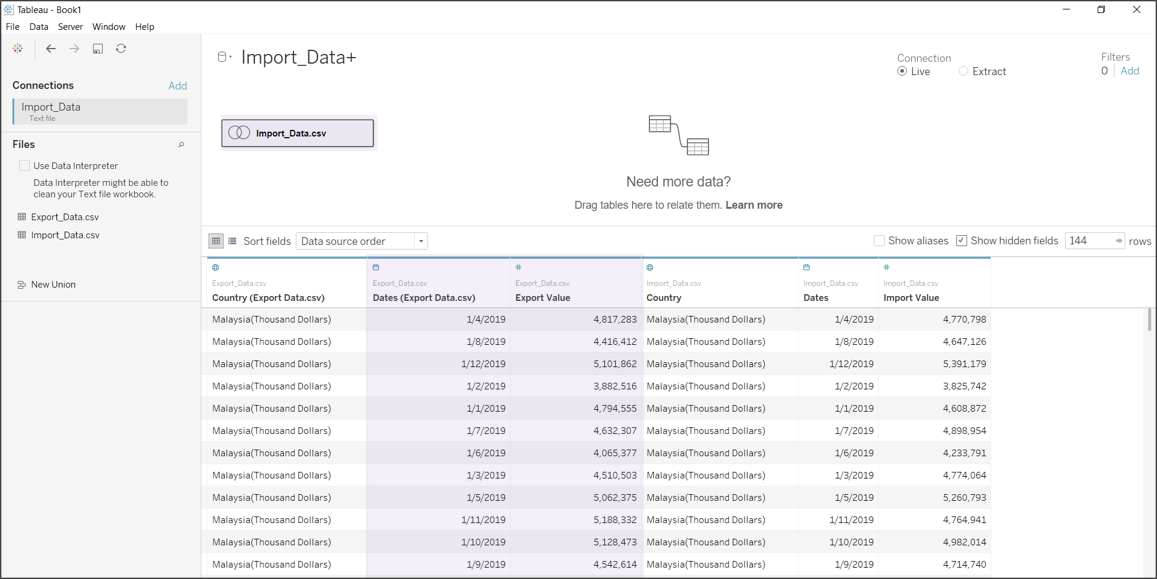 Tableau - Book1
File Data Server Window Help
Import_Data+
Connection
Live Extract
Filters
0 Add
Connections Add
Import_Data
Text file
Files
Use Data Interpreter
Data Interpreter might be able to
clean your Text file workbook.
Export_Data.csv
Import_Data.csv
New Union
Import_Data.csv
Need more data?
Drag tables here to relate them. Learn more
Sort fields Data source order Show aliases Show hidden fields 144 rows
Export_Data.csv Export_Data.csv Export_Data.csv Import_Data.csv Import_Data.csv Import_Data.csv
Country (Export Data.csv) Dates (Export Data.csv) Export Value Country Dates Import Value
Malaysia(Thousand Dollars) 1/4/2019 4,817,283 Malaysia(Thousand Dollars) 1/4/2019 4,770,798
Malaysia(Thousand Dollars) 1/8/2019 4,416,412 Malaysia(Thousand Dollars) 1/8/2019 4,647,126
Malaysia(Thousand Dollars) 1/12/2019 5,101,862 Malaysia(Thousand Dollars) 1/12/2019 5,391,179
Malaysia(Thousand Dollars) 1/2/2019 3,882,516 Malaysia(Thousand Dollars) 1/2/2019 3,825,742
Malaysia(Thousand Dollars) 1/1/2019 4,794,555 Malaysia(Thousand Dollars) 1/1/2019 4,608,872
Malaysia(Thousand Dollars) 1/7/2019 4,632,307 Malaysia(Thousand Dollars) 1/7/2019 4,898,954
Malaysia(Thousand Dollars) 1/6/2019 4,065,377 Malaysia(Thousand Dollars) 1/6/2019 4,233,791
Malaysia(Thousand Dollars) 1/3/2019 4,510,503 Malaysia(Thousand Dollars) 1/3/2019 4,774,064
Malaysia(Thousand Dollars) 1/5/2019 5,062,375 Malaysia(Thousand Dollars) 1/5/2019 5,260,793
Malaysia(Thousand Dollars) 1/11/2019 5,188,332 Malaysia(Thousand Dollars) 1/11/2019 4,764,941
Malaysia(Thousand Dollars) 1/10/2019 5,128,473 Malaysia(Thousand Dollars) 1/10/2019 4,982,014
Malaysia(Thousand Dollars) 1/9/2019 4,542,614 Malaysia(Thousand Dollars) 1/9/2019 4,714,740